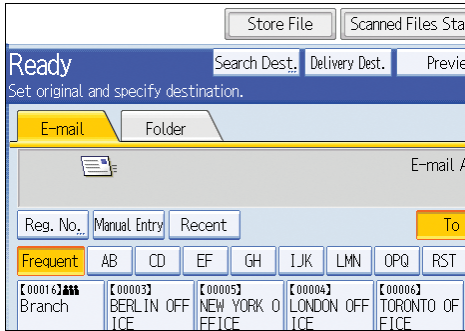 Store File Scanned Files Sta
Ready Search Dest. Delivery Dest. Previe
Set original and specify destination.
E-mail Folder
E-mail A
Reg. No. Manual Entry Recent To
Frequent AB CD EF GH IJK LMN OPQ RST
[00016] [00003] [00005] [00004] [00006]
Branch BERLIN OFF NEW YORK O LONDON OFF TORONTO OF
ICE FFICE ICE FICE